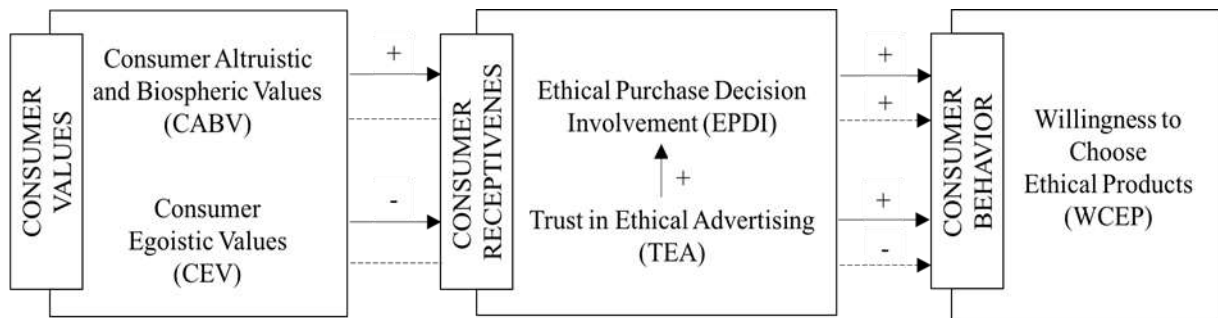 CONSUMER
VALUES
Consumer Altruistic
and Biospheric Values
(CABV)
Consumer
Egoistic Values
(CEV)
+
-
CONSUMER
RECEPTIVENES
Ethical Purchase Decision
Involvement (EPDI)
+
Trust in Ethical Advertising
(TEA)
+
+
+
-
CONSUMER
BEHAVIOR
Willingness to
Choose
Ethical Products
(WCEP)